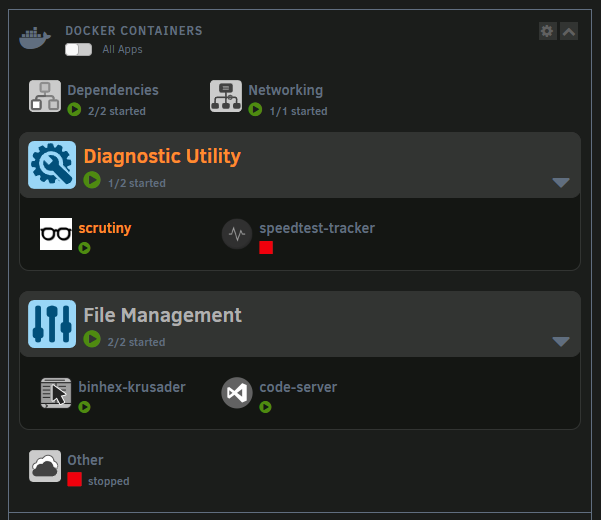 DOCKER CONTAINERS
All Apps
Dependencies
2/2 started
Networking
1/1 started
Diagnostic Utility
1/2 started
scrutiny
speedtest-tracker
File Management
2/2 started
binhex-krusader
code-server
Other
stopped